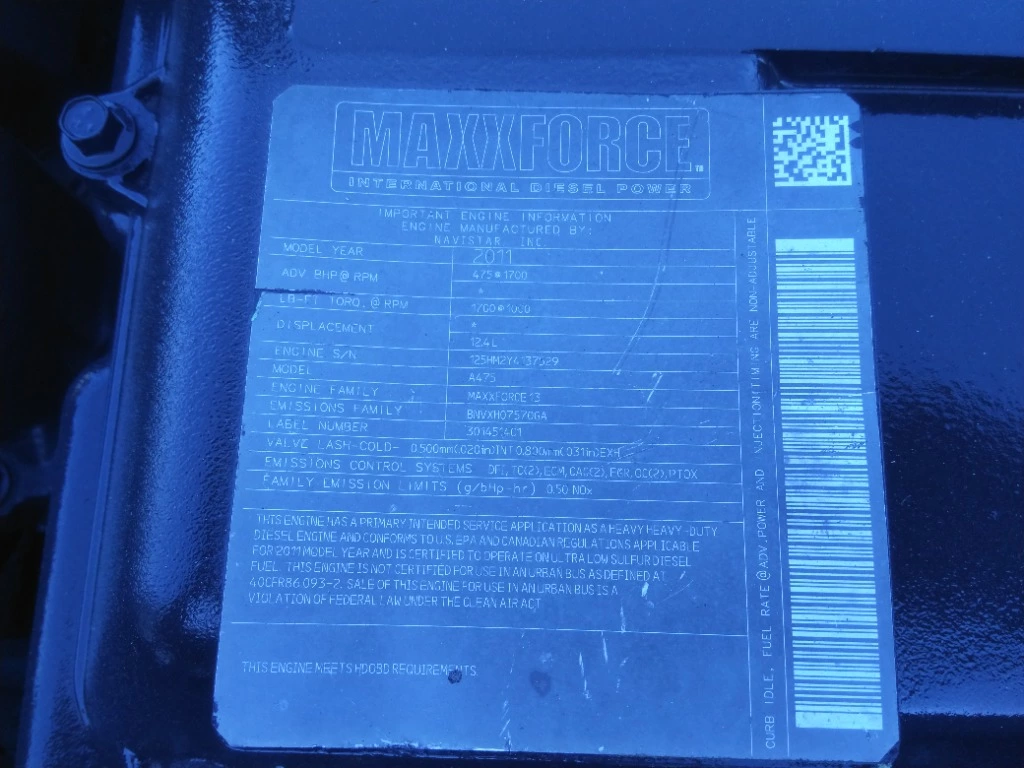 MAXXFORCE™
INTERNATIONAL DIESEL POWER
IMPORTANT ENGINE INFORMATION
ENGINE MANUFACTURED BY:
NAVISTAR, INC.
MODEL YEAR 2011
ADV BHP@ RPM 475@1700
LB-FT TORQ.@RPM 1700@1000
DISPLACEMENT 12.4L
ENGINE S/N 125HM2Y4137929
MODEL A475
ENGINE FAMILY MAXXFORCE 13
EMISSIONS FAMILY BNVXH07570GA
LABEL NUMBER
VALVE LASH-COLD- 0.500mm(.020in)INT 0.800mm(.031in)EXH
EMISSIONS CONTROL SYSTEMS DFI, TC(2), ECM, CAC(2), EGR, OC(2), PTOX
FAMILY EMISSION LIMITS (g/bHp-hr) 0.50 NOx
THIS ENGINE HAS A PRIMARY INTENDED SERVICE APPLICATION AS A HEAVY HEAVY-DUTY
DIESEL ENGINE AND CONFORMS TO U.S. EPA AND CANADIAN REGULATIONS APPLICABLE
FOR 2011 MODEL YEAR AND IS CERTIFIED TO OPERATE ON ULTRA LOW SULFUR DIESEL
FUEL. THIS ENGINE IS NOT CERTIFIED FOR USE IN AN URBAN BUS AS DEFINED AT
40CFR86.093-2. SALE OF THIS ENGINE FOR USE IN AN URBAN BUS IS A
VIOLATION OF FEDERAL LAW UNDER THE CLEAN AIR ACT
THIS ENGINE MEETS HDOBD REQUIREMENTS.
CURB IDLE, FUEL RATE@ADV. POWER AND INJECTION TIMING ARE NON-ADJUSTABLE